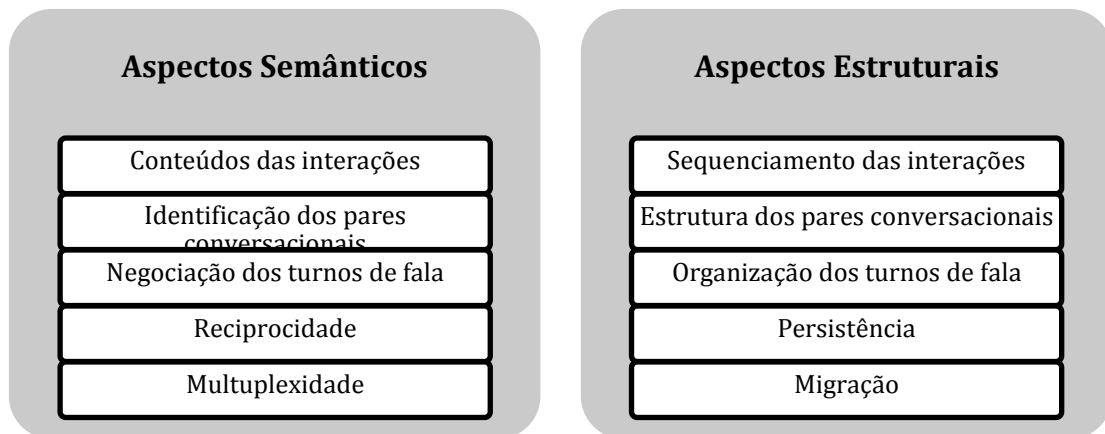 Aspectos Semânticos
Conteúdos das interações
Identificação dos pares
conversacionais
Negociação dos turnos de fala
Reciprocidade
Multuplexidade
Aspectos Estruturais
Sequenciamento das interações
Estrutura dos pares conversacionais
Organização dos turnos de fala
Persistência
Migração